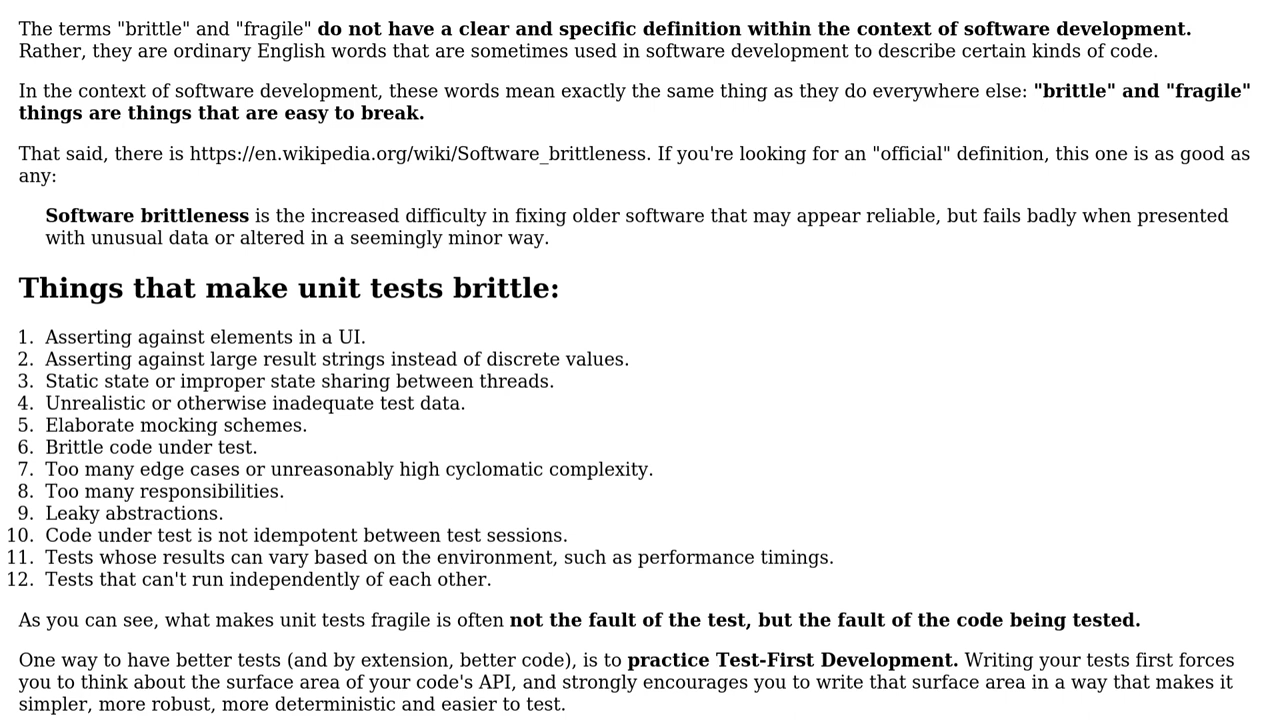 The terms "brittle" and "fragile" do not have a clear and specific definition within the context of software development.
Rather, they are ordinary English words that are sometimes used in software development to describe certain kinds of code.
In the context of software development, these words mean exactly the same thing as they do everywhere else: "brittle" and "fragile"
things are things that are easy to break.
That said, there is https://en.wikipedia.org/wiki/Software_brittleness. If you're looking for an "official" definition, this one is as good as
any:
Software brittleness is the increased difficulty in fixing older software that may appear reliable, but fails badly when presented
with unusual data or altered in a seemingly minor way.
Things that make unit tests brittle:
1. Asserting against elements in a UI.
2. Asserting against large result strings instead of discrete values.
3. Static state or improper state sharing between threads.
4. Unrealistic or otherwise inadequate test data.
5. Elaborate mocking schemes.
6. Brittle code under test.
7. Too many edge cases or unreasonably high cyclomatic complexity.
8. Too many responsibilities.
9. Leaky abstractions.
10. Code under test is not idempotent between test sessions.
11. Tests whose results can vary based on the environment, such as performance timings.
12. Tests that can't run independently of each other.
As you can see, what makes unit tests fragile is often not the fault of the test, but the fault of the code being tested.
One way to have better tests (and by extension, better code), is to practice Test-First Development. Writing your tests first forces
you to think about the surface area of your code's API, and strongly encourages you to write that surface area in a way that makes it
simpler, more robust, more deterministic and easier to test.